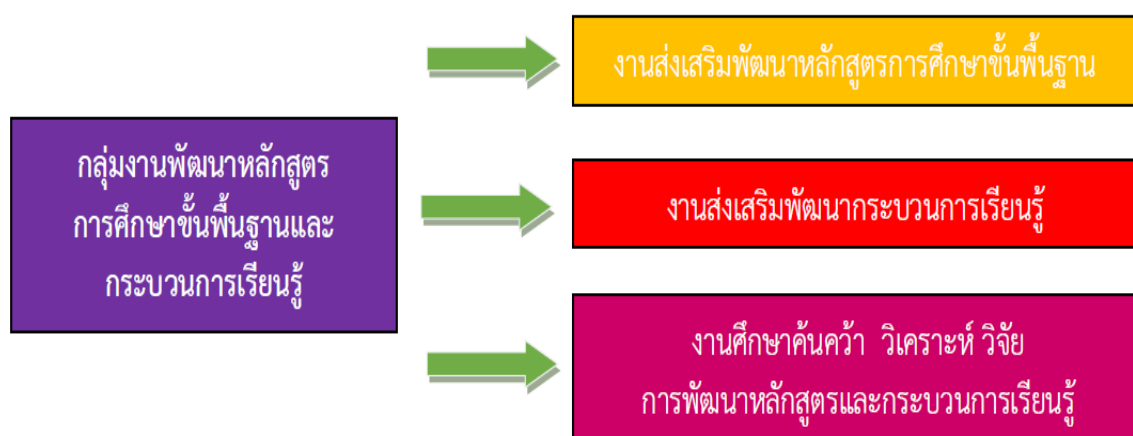 กลุ่มงานพัฒนาหลักสูตร
การศึกษาขั้นพื้นฐานและ
กระบวนการเรียนรู้
งานส่งเสริมพัฒนาหลักสูตรการศึกษาขั้นพื้นฐาน
งานส่งเสริมพัฒนากระบวนการเรียนรู้
งานศึกษาค้นคว้า วิเคราะห์ วิจัย
การพัฒนาหลักสูตรและกระบวนการเรียนรู้